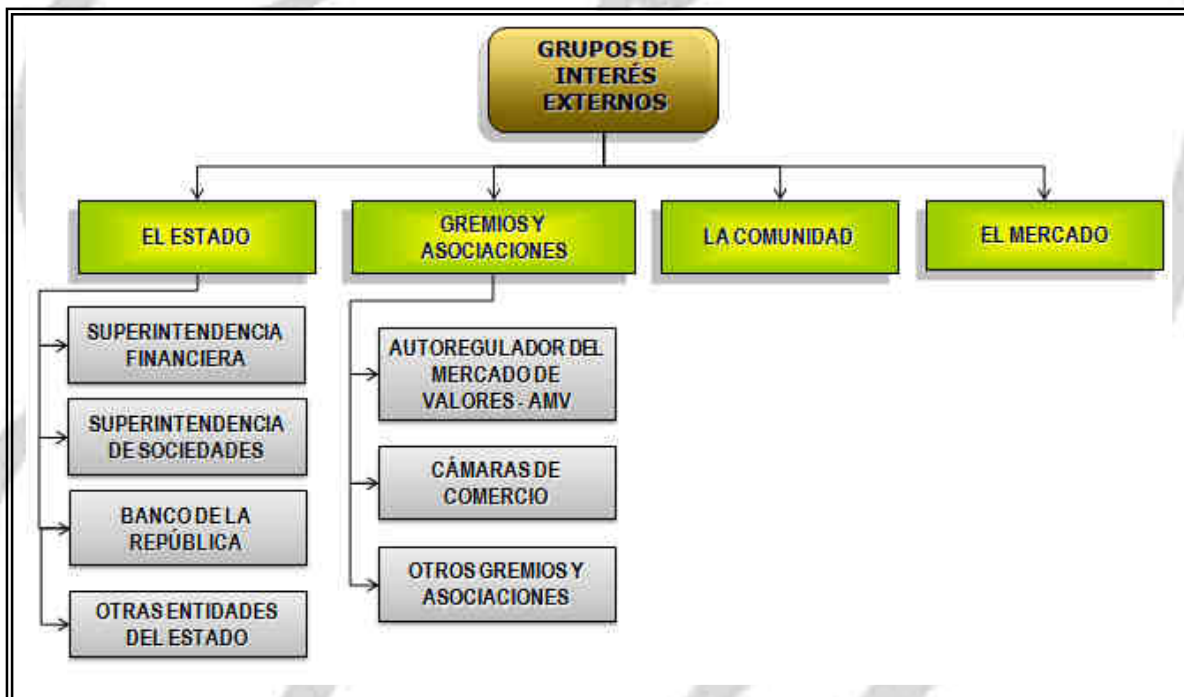 GRUPOS DE
INTERÉS
EXTERNOS
EL ESTADO
GREMIOS Y
ASOCIACIONES
LA COMUNIDAD
EL MERCADO
SUPERINTENDENCIA
FINANCIERA
SUPERINTENDENCIA
DE SOCIEDADES
BANCO DE LA
REPÚBLICA
OTRAS ENTIDADES
DEL ESTADO
AUTOREGULADOR DEL
MERCADO DE
VALORES - AMV
CÁMARAS DE
COMERCIO
OTROS GREMIOS Y
ASOCIACIONES